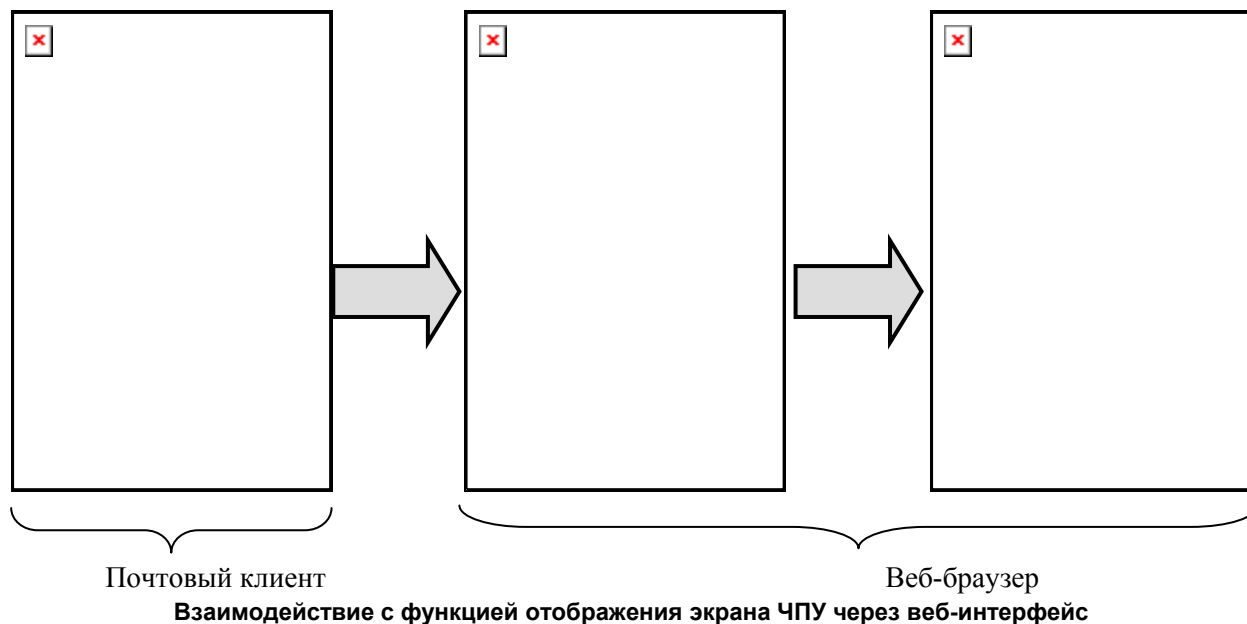 Почтовый клиент
Веб-браузер
Взаимодействие с функцией отображения экрана ЧПУ через веб-интерфейс